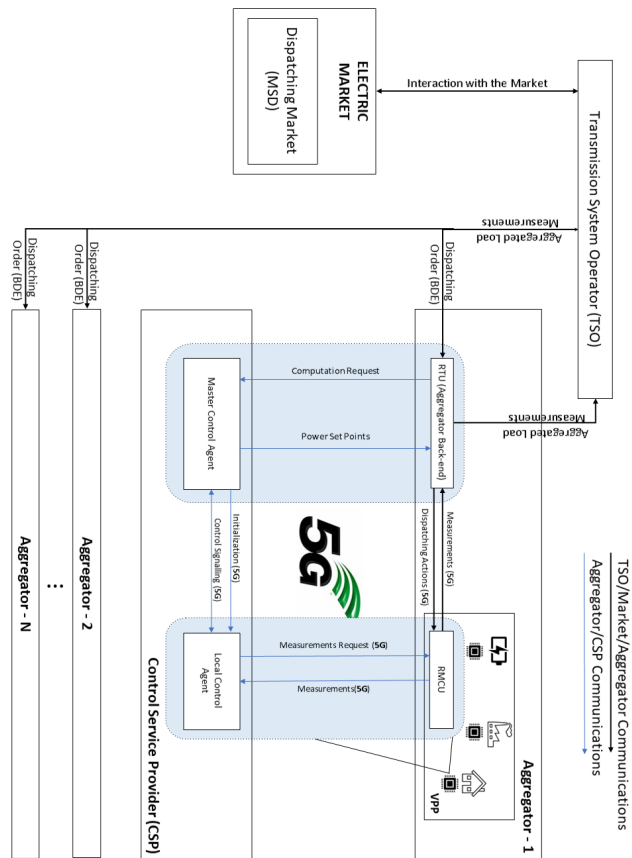 TSO/Market/Aggregator Communications
Aggregator/CSP Communications
Transmission System Operator (TSO)
Interaction with the Market
ELECTRIC
MARKET
Dispatching Market
(MSD)
Aggregated Load
Measurements
Aggregated Load
Measurements
Dispatching
Order (BDE)
Dispatching
Order (BDE)
Dispatching
Order (BDE)
RTU (Aggregator
Back-end)
Computation Request
Power Set Points
Master Control Agent
Measurements (5G)
Dispatching Actions (5G)
5G
Initialization (5G)
Control Signalling (5G)
RMCU
Measurements Request (5G)
Measurements(5G)
Local Control
Agent
VPP
Aggregator - 1
Control Service Provider (CSP)
Aggregator - 2
...
Aggregator - N